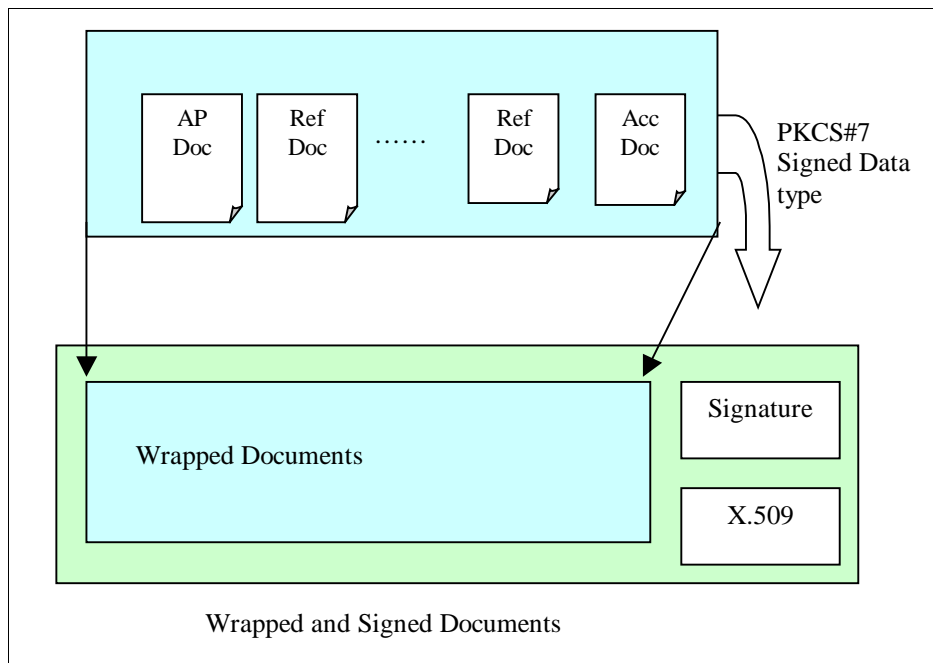 AP
Doc
Ref
Doc
……
Ref
Doc
Acc
Doc
PKCS#7
Signed Data
type
Wrapped Documents
Signature
X.509
Wrapped and Signed Documents